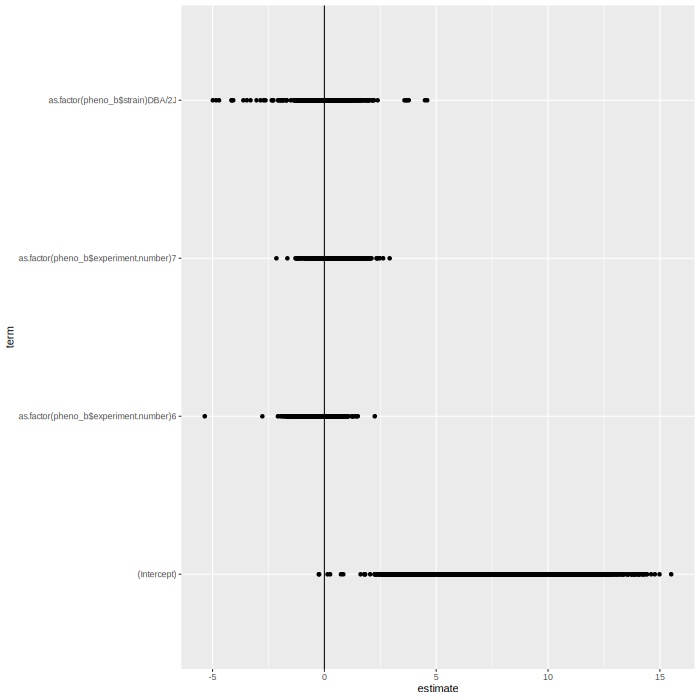 as.factor(pheno_b$strain)DBA/2J
as.factor(pheno_b$experiment.number)7
term
as.factor(pheno_b$experiment.number)6
(Intercept)
-5 0 5 10 15
estimate